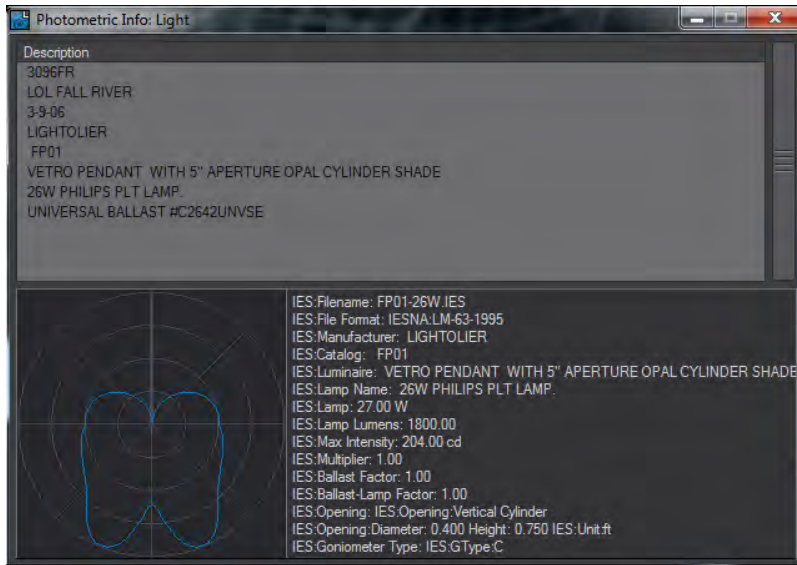 Photometric Info: Light
Description
3096FR
LOL FALL RIVER
3-9-06
LIGHTOLIER
FP01
VETRO PENDANT WITH 5" APERTURE OPAL CYLINDER SHADE
26W PHILIPS PLT LAMP.
UNIVERSAL BALLAST #C2642UNVSE
IES:Filename: FP01-26W.IES
IES:File Format: IESNA:LM-63-1995
IES:Manufacturer: LIGHTOLIER
IES:Catalog: FP01
IES:Luminaire: VETRO PENDANT WITH 5" APERTURE OPAL CYLINDER SHADE
IES:Lamp Name: 26W PHILIPS PLT LAMP.
IES:Lamp: 27.00 W
IES:Lamp Lumens: 1800.00
IES:Max Intensity: 204.00 cd
IES:Multiplier: 1.00
IES:Ballast Factor: 1.00
IES:Ballast-Lamp Factor: 1.00
IES:Opening: IES:Opening:Vertical Cylinder
IES:Opening:Diameter: 0.400 Height: 0.750 IES:Unit:ft
IES:Goniometer Type: IES:GType:C